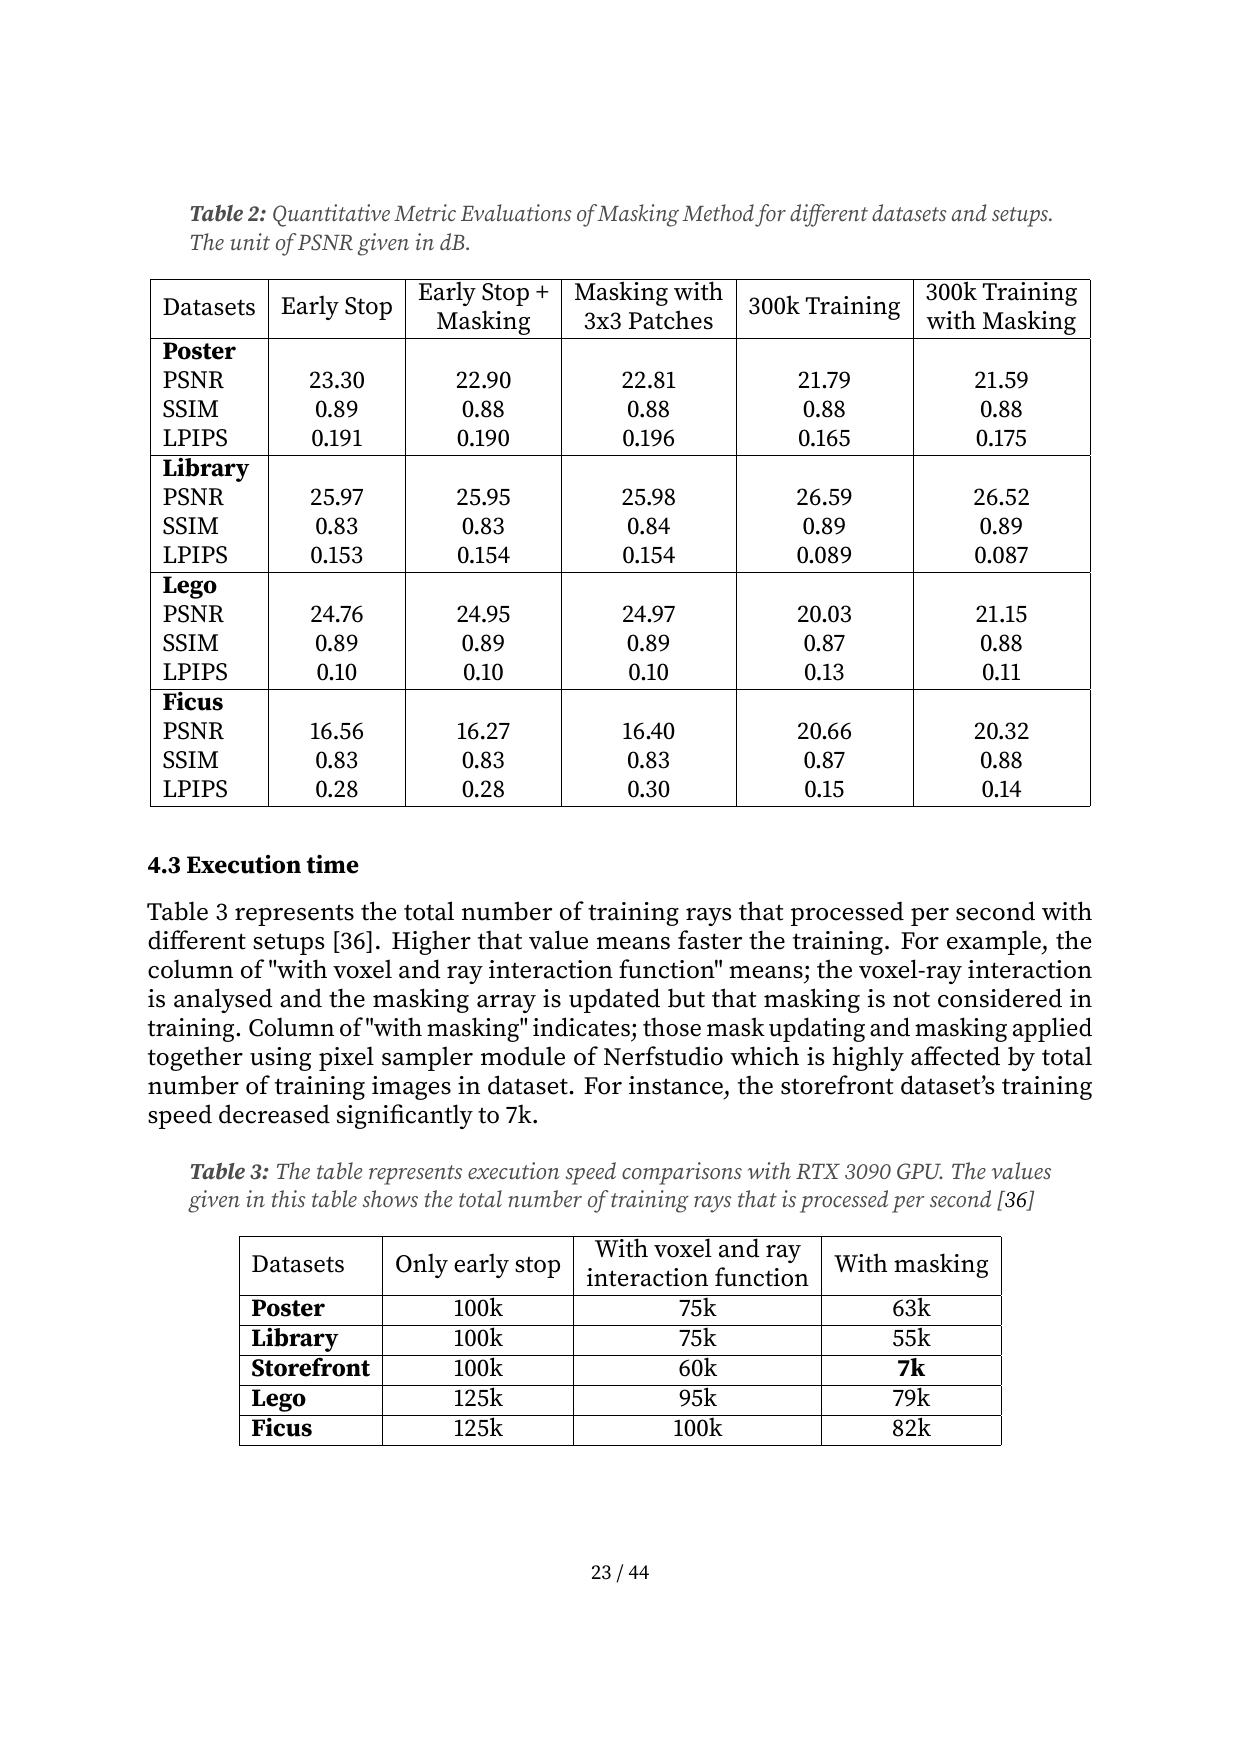 Table 2: Quantitative Metric Evaluations of Masking Method for different datasets and setups.
The unit of PSNR given in dB.
Datasets Early Stop Early Stop + Masking Masking with 3x3 Patches 300k Training 300k Training with Masking
Poster
PSNR 23.30 22.90 22.81 21.79 21.59
SSIM 0.89 0.88 0.88 0.88 0.88
LPIPS 0.191 0.190 0.196 0.165 0.175
Library
PSNR 25.97 25.95 25.98 26.59 26.52
SSIM 0.83 0.83 0.84 0.89 0.89
LPIPS 0.153 0.154 0.154 0.089 0.087
Lego
PSNR 24.76 24.95 24.97 20.03 21.15
SSIM 0.89 0.89 0.89 0.87 0.88
LPIPS 0.10 0.10 0.10 0.13 0.11
Ficus
PSNR 16.56 16.27 16.40 20.66 20.32
SSIM 0.83 0.83 0.83 0.87 0.88
LPIPS 0.28 0.28 0.30 0.15 0.14
4.3 Execution time
Table 3 represents the total number of training rays that processed per second with
different setups [36]. Higher that value means faster the training. For example, the
column of "with voxel and ray interaction function" means; the voxel-ray interaction
is analysed and the masking array is updated but that masking is not considered in
training. Column of "with masking" indicates; those mask updating and masking applied
together using pixel sampler module of Nerfstudio which is highly affected by total
number of training images in dataset. For instance, the storefront dataset's training
speed decreased significantly to 7k.
Table 3: The table represents execution speed comparisons with RTX 3090 GPU. The values
given in this table shows the total number of training rays that is processed per second [36]
Datasets Only early stop With voxel and ray interaction function With masking
Poster 100k 75k 63k
Library 100k 75k 55k
Storefront 100k 60k 7k
Lego 125k 95k 79k
Ficus 125k 100k 82k
23 / 44